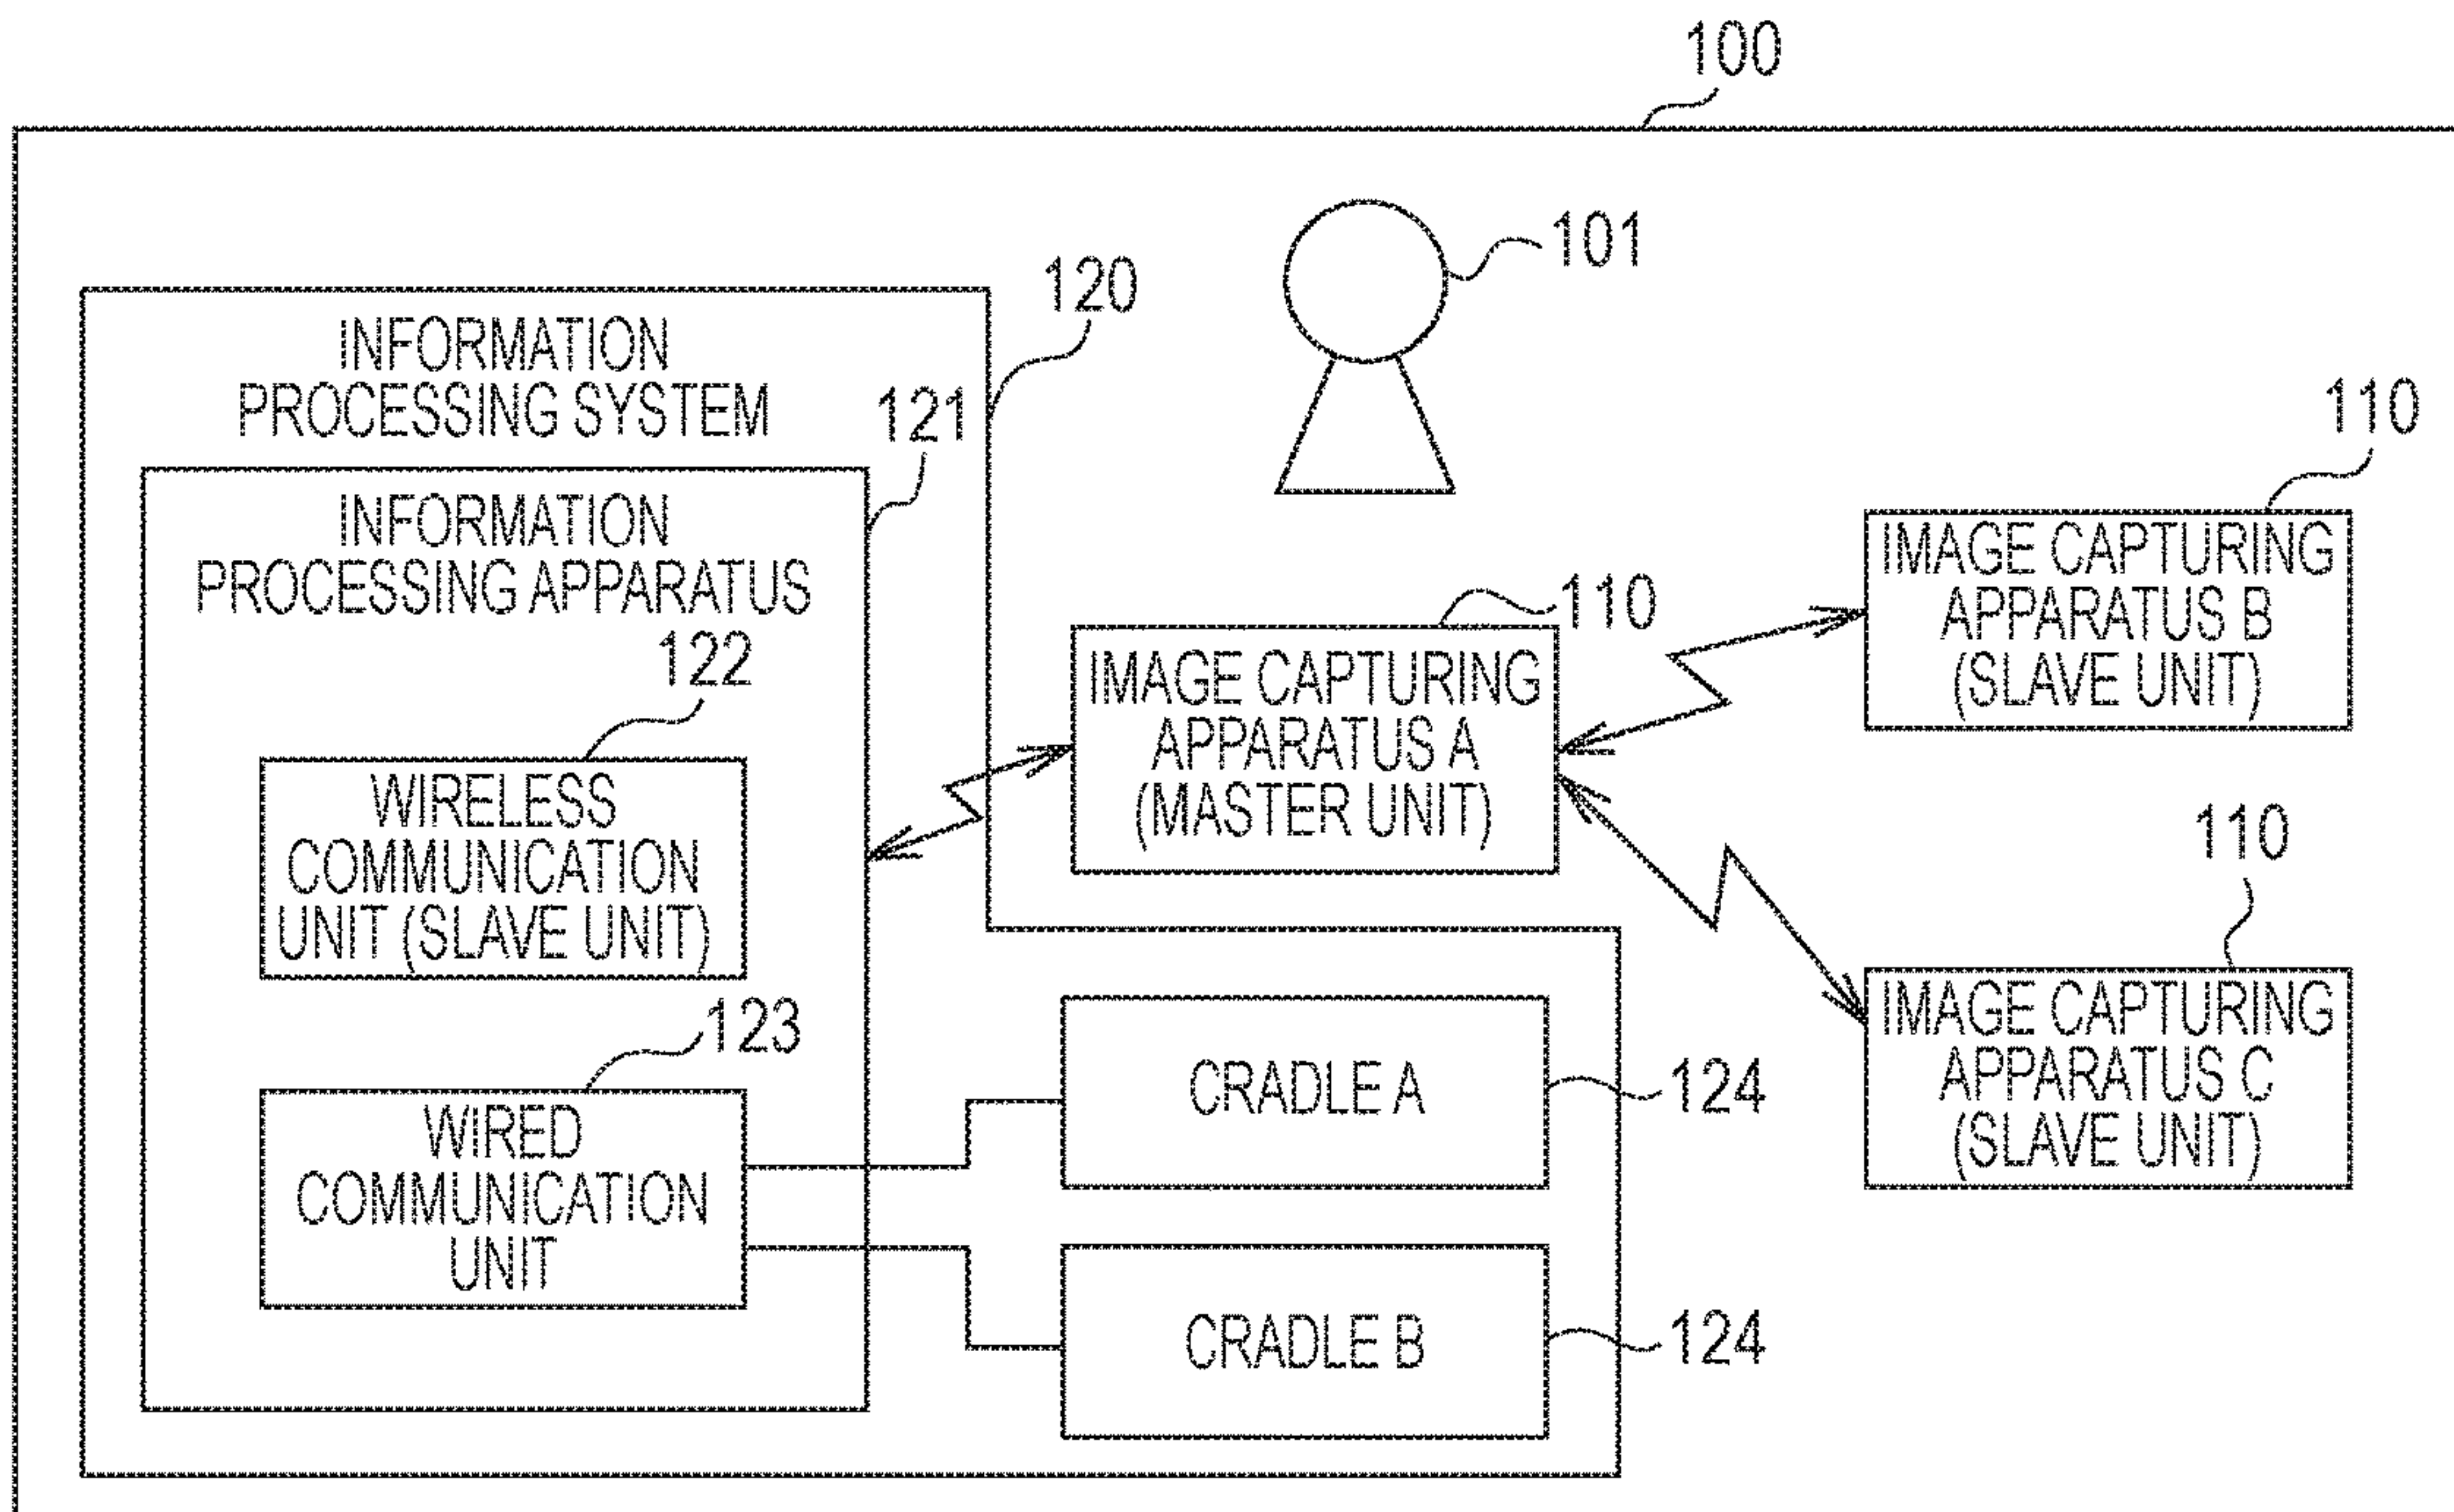 100
101
120
INFORMATION
PROCESSING SYSTEM
121
INFORMATION
PROCESSING APPARATUS
122
WIRELESS
COMMUNICATION
UNIT (SLAVE UNIT)
123
WIRED
COMMUNICATION
UNIT
110
IMAGE CAPTURING
APPARATUS A
(MASTER UNIT)
110
IMAGE CAPTURING
APPARATUS B
(SLAVE UNIT)
110
IMAGE CAPTURING
APPARATUS C
(SLAVE UNIT)
CRADLE A
124
CRADLE B
124